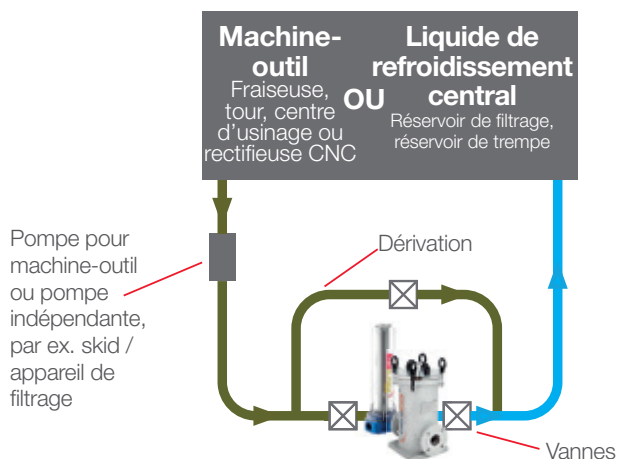 Machine-
outil
Fraiseuse,
tour, centre
d'usinage ou
rectifieuse CNC
OU
Liquide de
refroidissement
central
Réservoir de filtrage,
réservoir de trempe
Pompe pour
machine-outil
ou pompe
indépendante,
par ex. skid /
appareil de
filtrage
Dérivation
Vannes